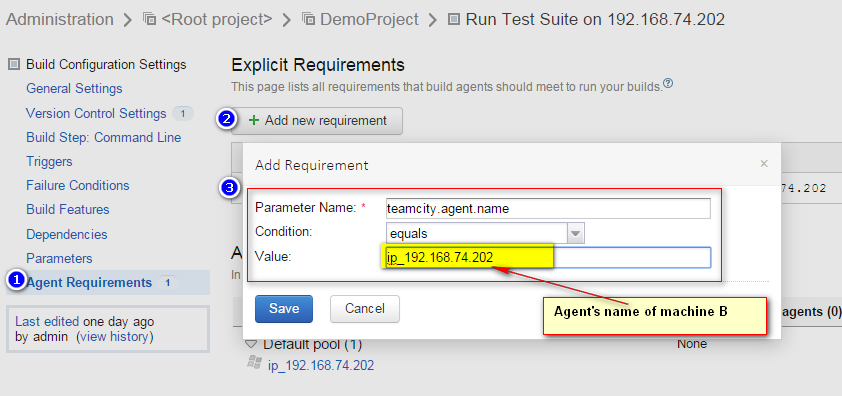 Administration > <Root project> > DemoProject > Run Test Suite on 192.168.74.202
Build Configuration Settings
General Settings
Version Control Settings 1
Build Step: Command Line
Triggers
Failure Conditions
Build Features
Dependencies
Parameters
1 Agent Requirements 1
Last edited one day ago
by admin (view history)
Explicit Requirements
This page lists all requirements that build agents should meet to run your builds. ?
2 + Add new requirement
Add Requirement ×
3
Parameter Name: * teamcity.agent.name
Condition: equals
Value: ip_192.168.74.202
Save Cancel
Agent's name of machine B
74.202
A
In
agents (0)
Default pool (1) None
ip_192.168.74.202